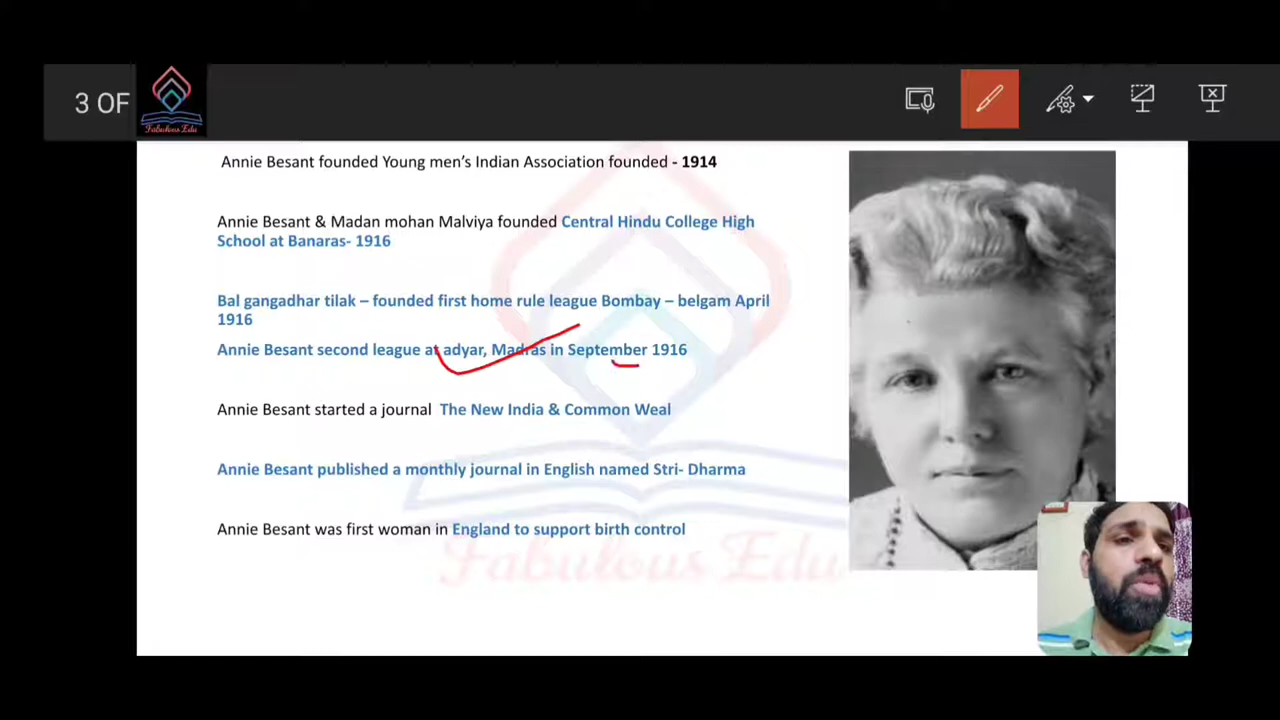 3 OF
Fabulous Edu
Annie Besant founded Young men's Indian Association founded - 1914
Annie Besant & Madan mohan Malviya founded Central Hindu College High
School at Banaras- 1916
Bal gangadhar tilak – founded first home rule league Bombay – belgam April
1916
Annie Besant second league at adyar, Madras in September 1916
Annie Besant started a journal The New India & Common Weal
Annie Besant published a monthly journal in English named Stri- Dharma
Annie Besant was first woman in England to support birth control
Fabulous Edu